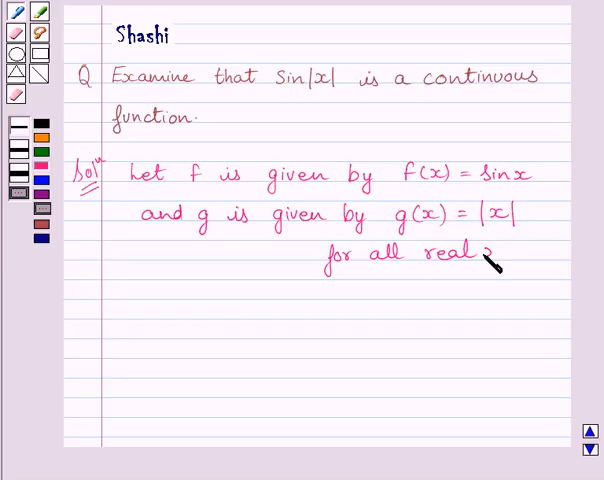 Shashi
Q Examine that Sin|x| is a continuous
function.
Solu Let f is given by f(x) = sin x
and g is given by g(x) = |x|
for all real